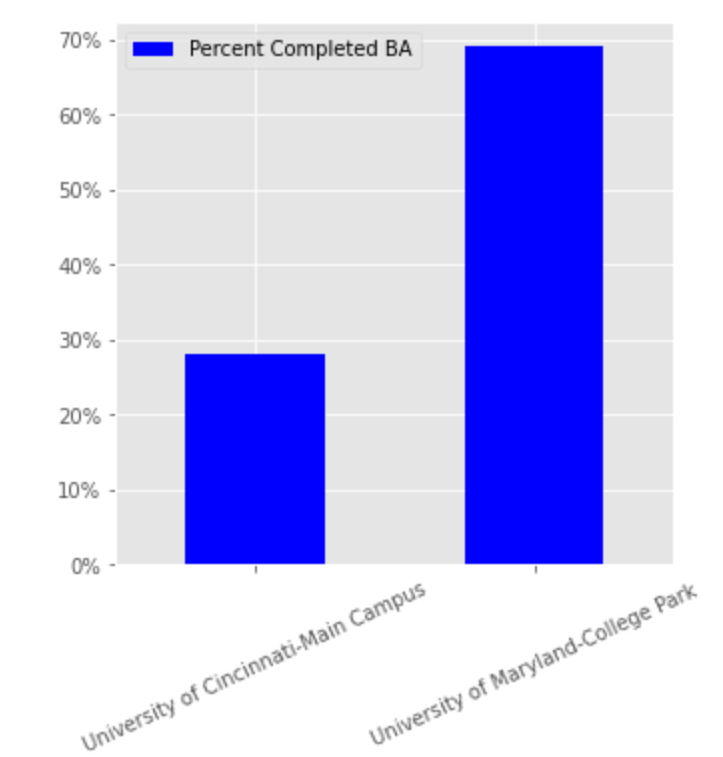 70%
Percent Completed BA
60%
50%
40%
30%
20%
10%
0%
University of Cincinnati-Main Campus
University of Maryland-College Park